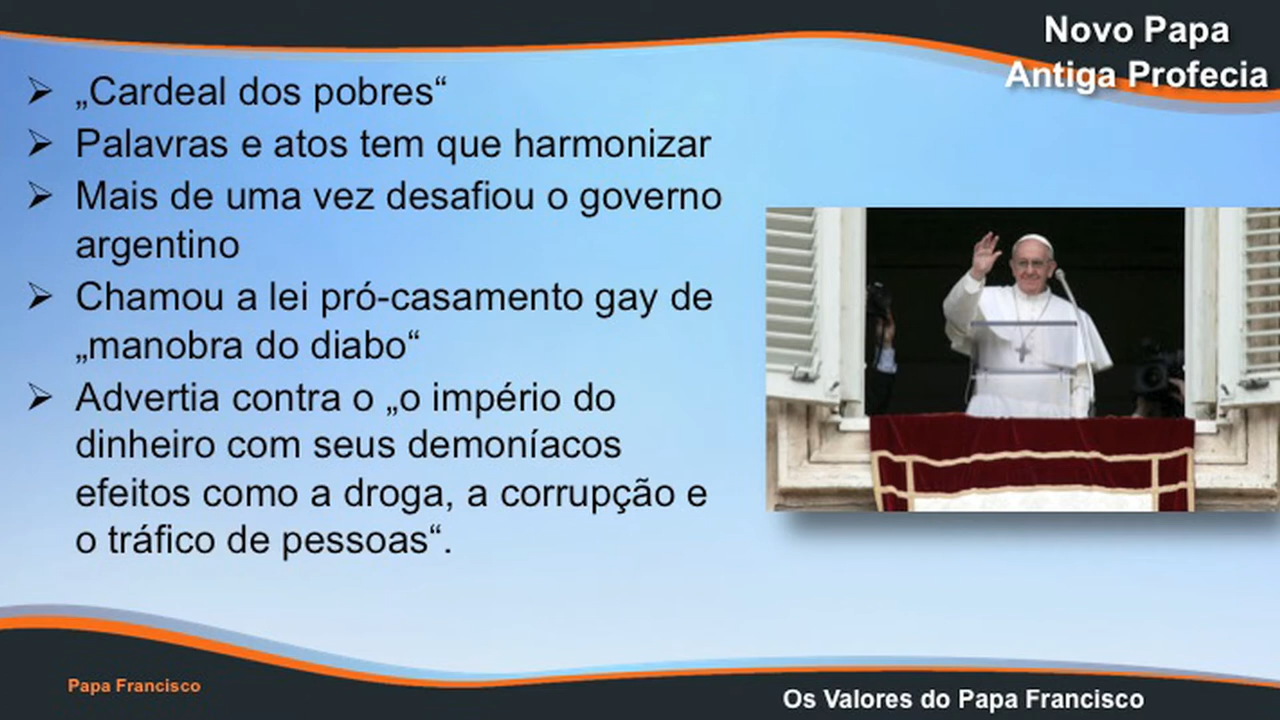 Novo Papa
Antiga Profecia
„Cardeal dos pobres“
Palavras e atos tem que harmonizar
Mais de uma vez desafiou o governo
argentino
Chamou a lei pró-casamento gay de
„manobra do diabo“
Advertia contra o „o império do
dinheiro com seus demoníacos
efeitos como a droga, a corrupção e
o tráfico de pessoas“.
Papa Francisco
Os Valores do Papa Francisco